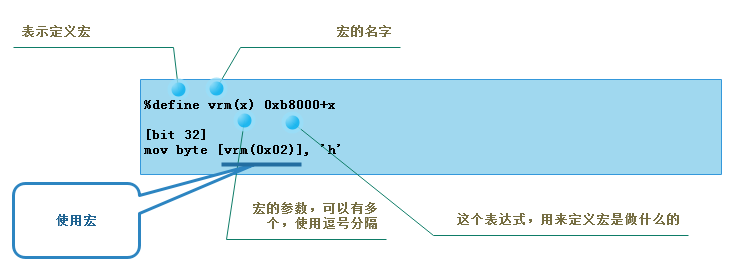 表示定义宏
宏的名字
%define vrm(x) 0xb8000+x
[bit 32]
mov byte [vrm(0x02)], 'h'
使用宏
宏的参数，可以有多
个，使用逗号分隔
这个表达式，用来定义宏是做什么的